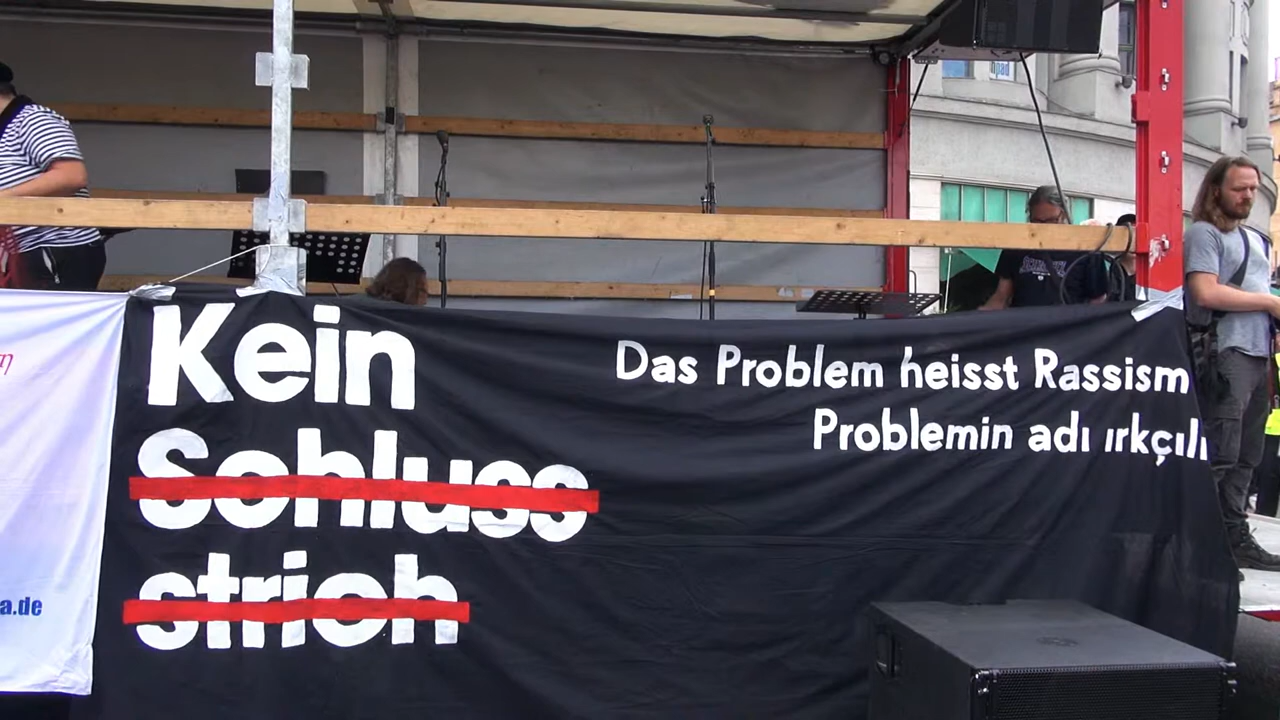 Kein
Schluss
strich
Das Problem heisst Rassism
Problemin adı ırkçılı
a.de